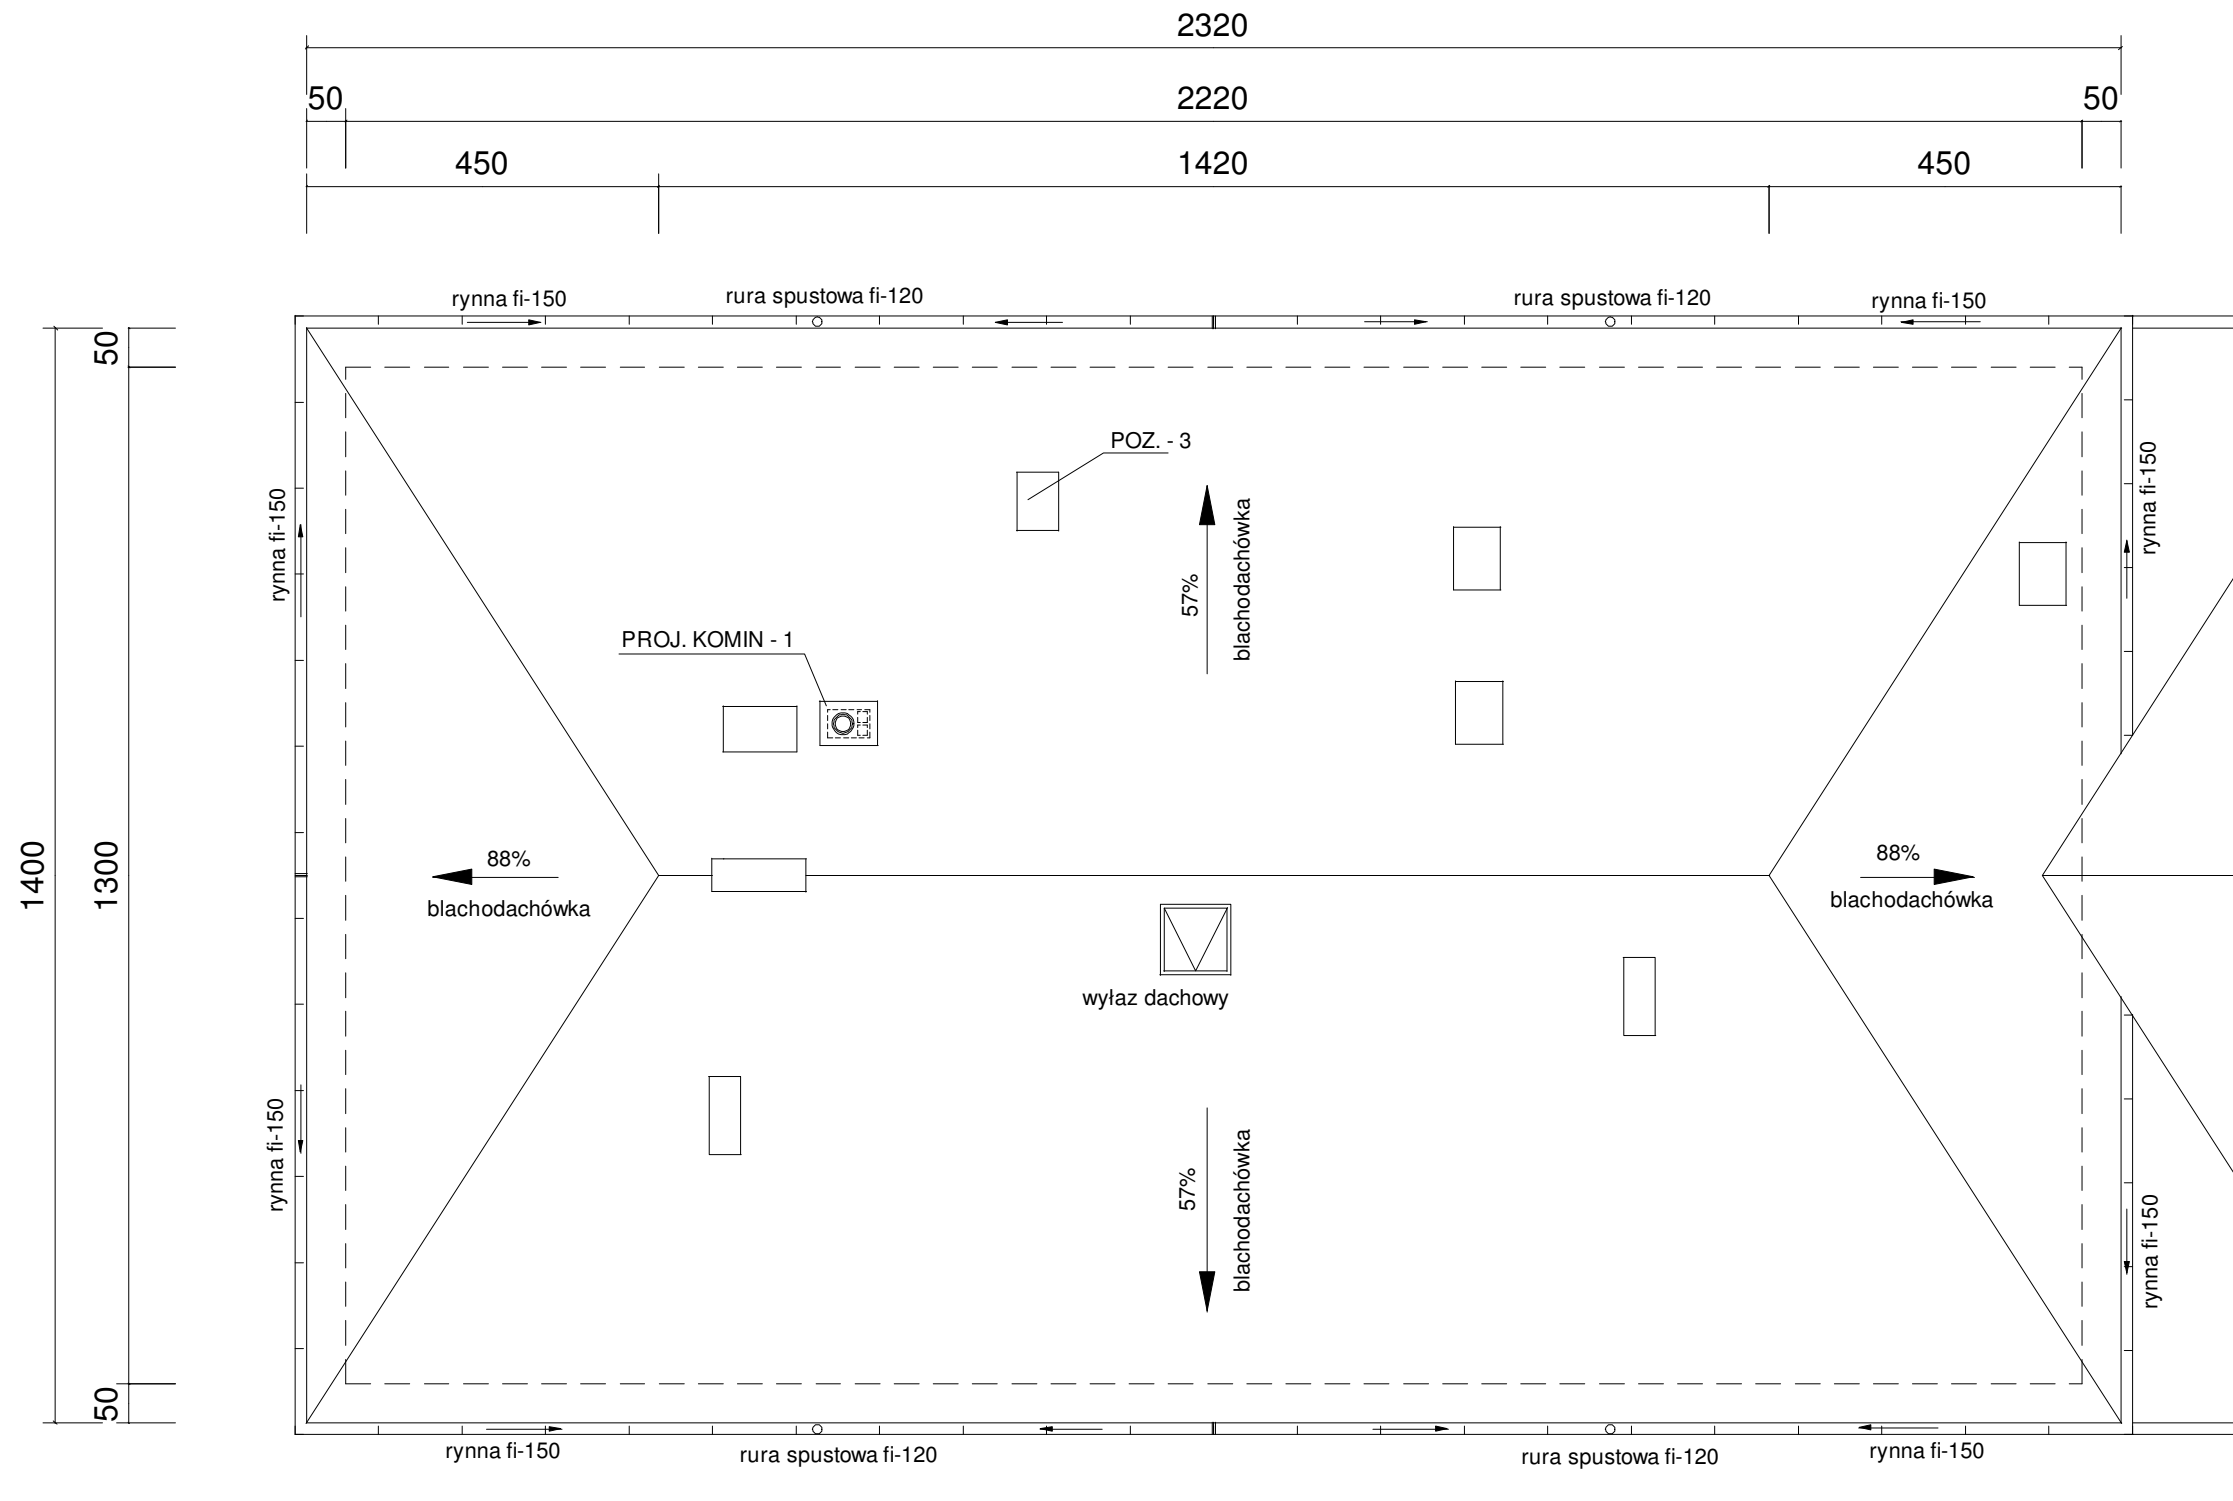 2320
50
2220
50
450
1420
450
rynna fi-150
rura spustowa fi-120
rura spustowa fi-120
rynna fi-150
50
POZ. - 3
rynna fi-150
rynna fi-150
57%
blachodachówka
PROJ. KOMIN - 1
1400
1300
88%
blachodachówka
88%
blachodachówka
wyłaz dachowy
rynna fi-150
57%
blachodachówka
rynna fi-150
50
rynna fi-150
rura spustowa fi-120
rura spustowa fi-120
rynna fi-150